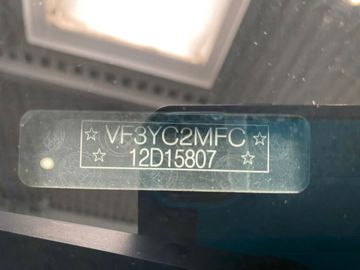 ☆ VF3YC2MFC ☆
☆ 12D15807 ☆